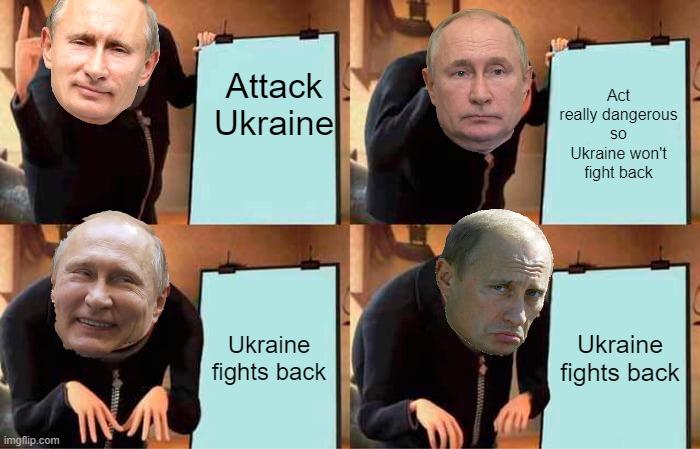 Attack
Ukraine
Act
really dangerous
so
Ukraine won't
fight back
Ukraine
fights back
Ukraine
fights back
imgflip.com